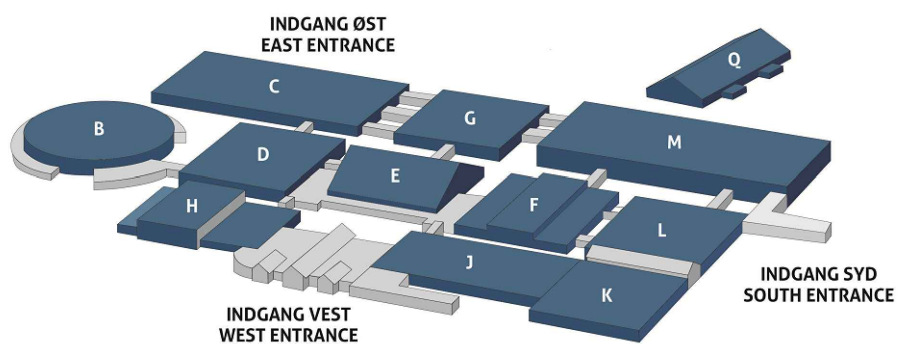 INDGANG ØST
EAST ENTRANCE
Q
C
G
B
M
D
E
H
F
L
J
K
INDGANG SYD
SOUTH ENTRANCE
INDGANG VEST
WEST ENTRANCE